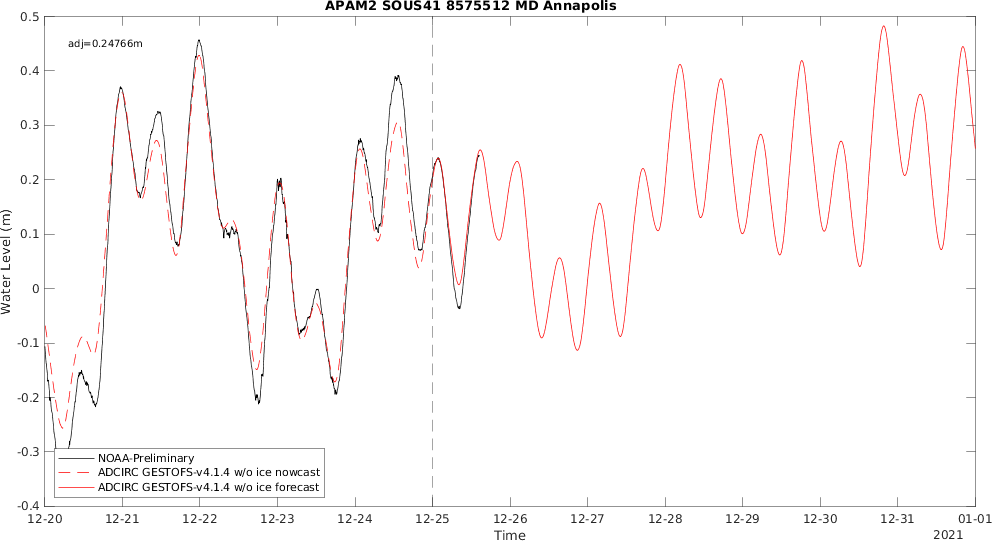 APAM2 SOUS41 8575512 MD Annapolis
adj=0.24766m
0.5
0.4
0.3
0.2
0.1
0
-0.1
-0.2
-0.3
-0.4
Water Level (m)
NOAA-Preliminary
ADCIRC GESTOFS-v4.1.4 w/o ice nowcast
ADCIRC GESTOFS-v4.1.4 w/o ice forecast
12-20 12-21 12-22 12-23 12-24 12-25 12-26 12-27 12-28 12-29 12-30 12-31 01-01
Time
2021